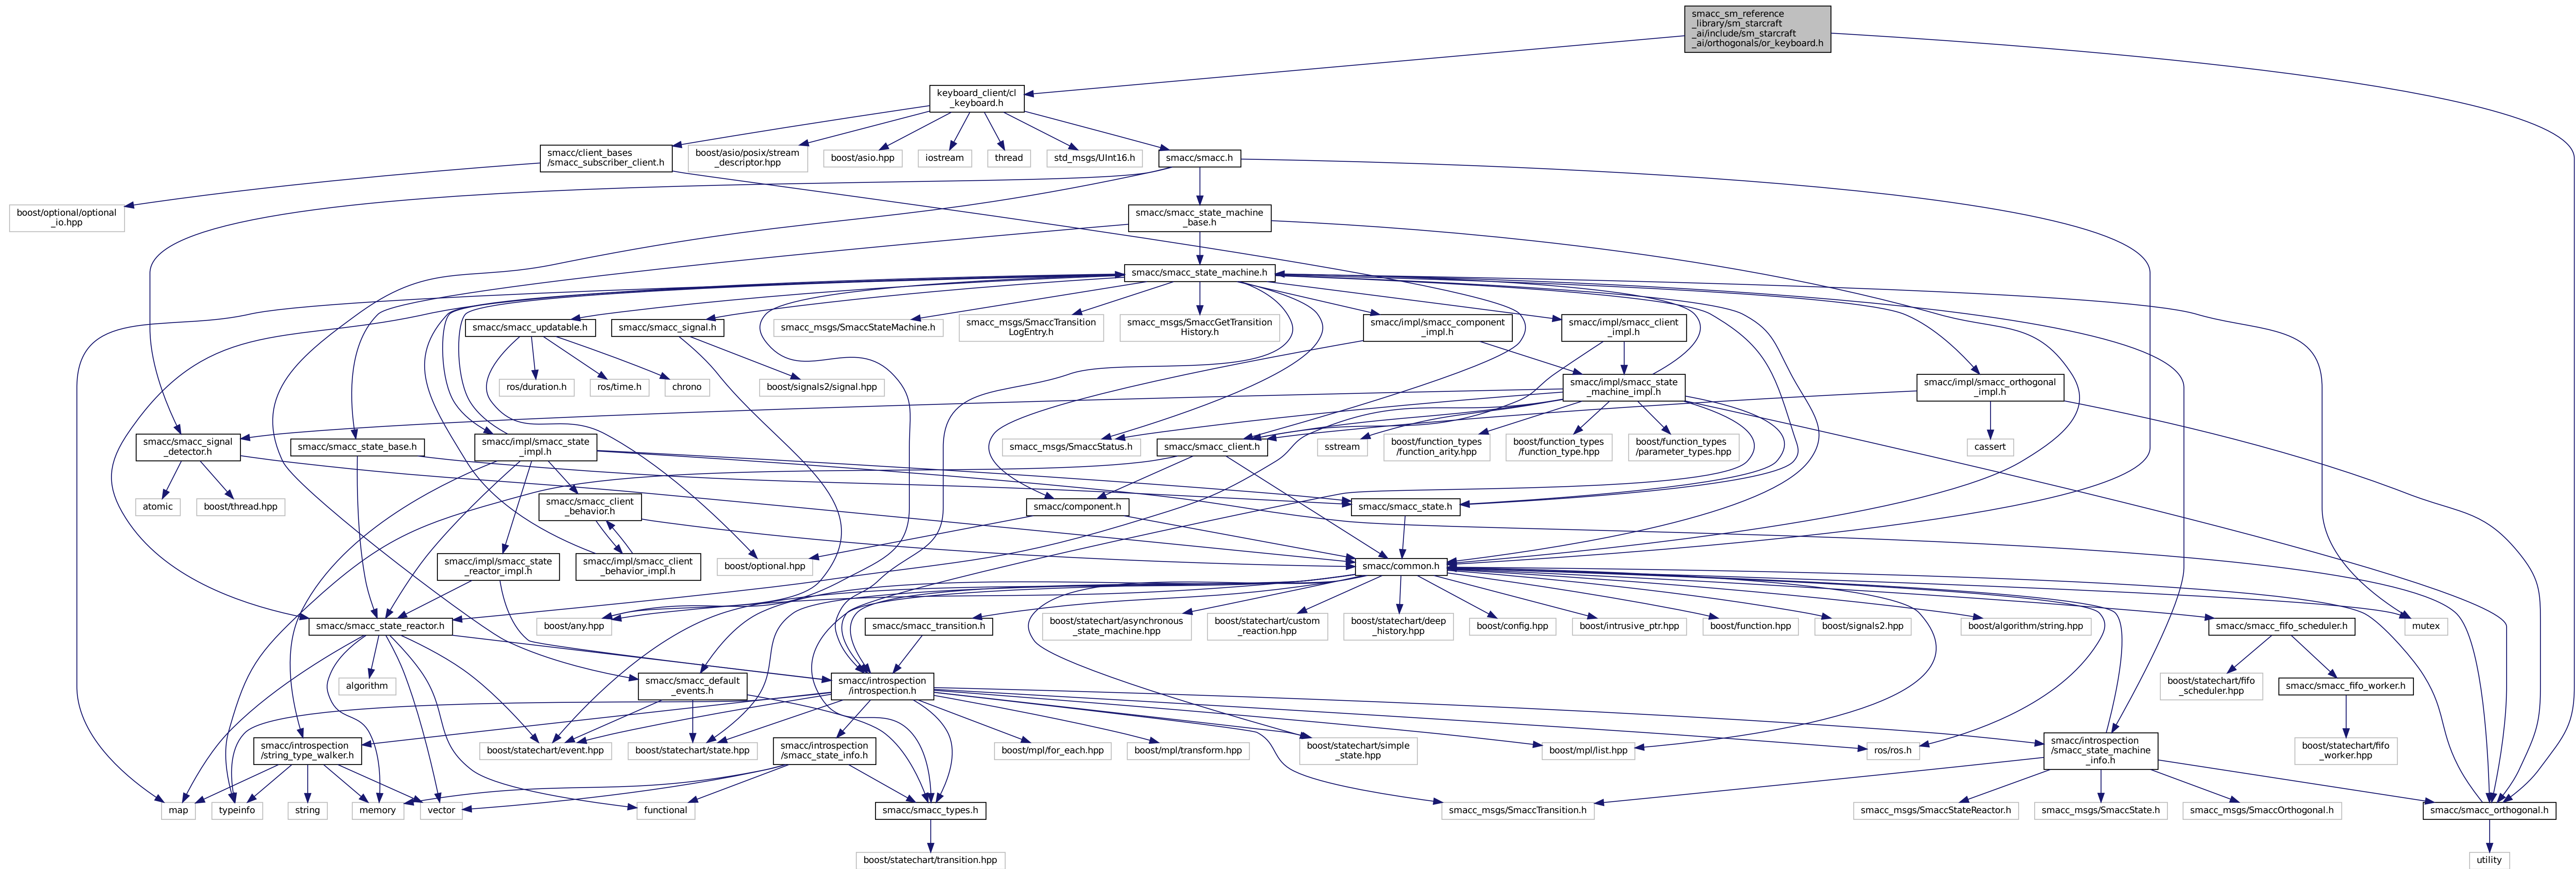 smacc_sm_reference
_library/sm_starcraft
_ai/include/sm_starcraft
_ai/orthogonals/or_keyboard.h
keyboard_client/cl
_keyboard.h
smacc/client_bases
/smacc_subscriber_client.h
boost/asio/posix/stream
_descriptor.hpp
boost/asio.hpp
iostream
thread
std_msgs/UInt16.h
smacc/smacc.h
boost/optional/optional
_io.hpp
smacc/smacc_state_machine
_base.h
smacc/smacc_state_machine.h
smacc/smacc_updatable.h
smacc/smacc_signal.h
smacc_msgs/SmaccStateMachine.h
smacc_msgs/SmaccTransition
LogEntry.h
smacc_msgs/SmaccGetTransition
History.h
smacc/impl/smacc_component
_impl.h
smacc/impl/smacc_client
_impl.h
ros/duration.h
ros/time.h
chrono
boost/signals2/signal.hpp
smacc/impl/smacc_state
_machine_impl.h
smacc/impl/smacc_orthogonal
_impl.h
smacc/smacc_signal
_detector.h
smacc/smacc_state_base.h
smacc/impl/smacc_state
_impl.h
smacc_msgs/SmaccStatus.h
smacc/smacc_client.h
sstream
boost/function_types
/function_arity.hpp
boost/function_types
/function_type.hpp
boost/function_types
/parameter_types.hpp
cassert
atomic
boost/thread.hpp
smacc/smacc_client
_behavior.h
smacc/component.h
smacc/smacc_state.h
smacc/impl/smacc_state
_reactor_impl.h
smacc/impl/smacc_client
_behavior_impl.h
boost/optional.hpp
smacc/common.h
smacc/smacc_state_reactor.h
boost/any.hpp
smacc/smacc_transition.h
boost/statechart/asynchronous
_state_machine.hpp
boost/statechart/custom
_reaction.hpp
boost/statechart/deep
_history.hpp
boost/config.hpp
boost/intrusive_ptr.hpp
boost/function.hpp
boost/signals2.hpp
boost/algorithm/string.hpp
smacc/smacc_fifo_scheduler.h
mutex
algorithm
smacc/smacc_default
_events.h
smacc/introspection
/introspection.h
boost/statechart/fifo
_scheduler.hpp
smacc/smacc_fifo_worker.h
smacc/introspection
/string_type_walker.h
boost/statechart/event.hpp
boost/statechart/state.hpp
smacc/introspection
/smacc_state_info.h
boost/mpl/for_each.hpp
boost/mpl/transform.hpp
boost/statechart/simple
_state.hpp
boost/mpl/list.hpp
ros/ros.h
smacc/introspection
/smacc_state_machine
_info.h
boost/statechart/fifo
_worker.hpp
map
typeinfo
string
memory
vector
functional
smacc/smacc_types.h
smacc_msgs/SmaccTransition.h
smacc_msgs/SmaccStateReactor.h
smacc_msgs/SmaccState.h
smacc_msgs/SmaccOrthogonal.h
smacc/smacc_orthogonal.h
boost/statechart/transition.hpp
utility